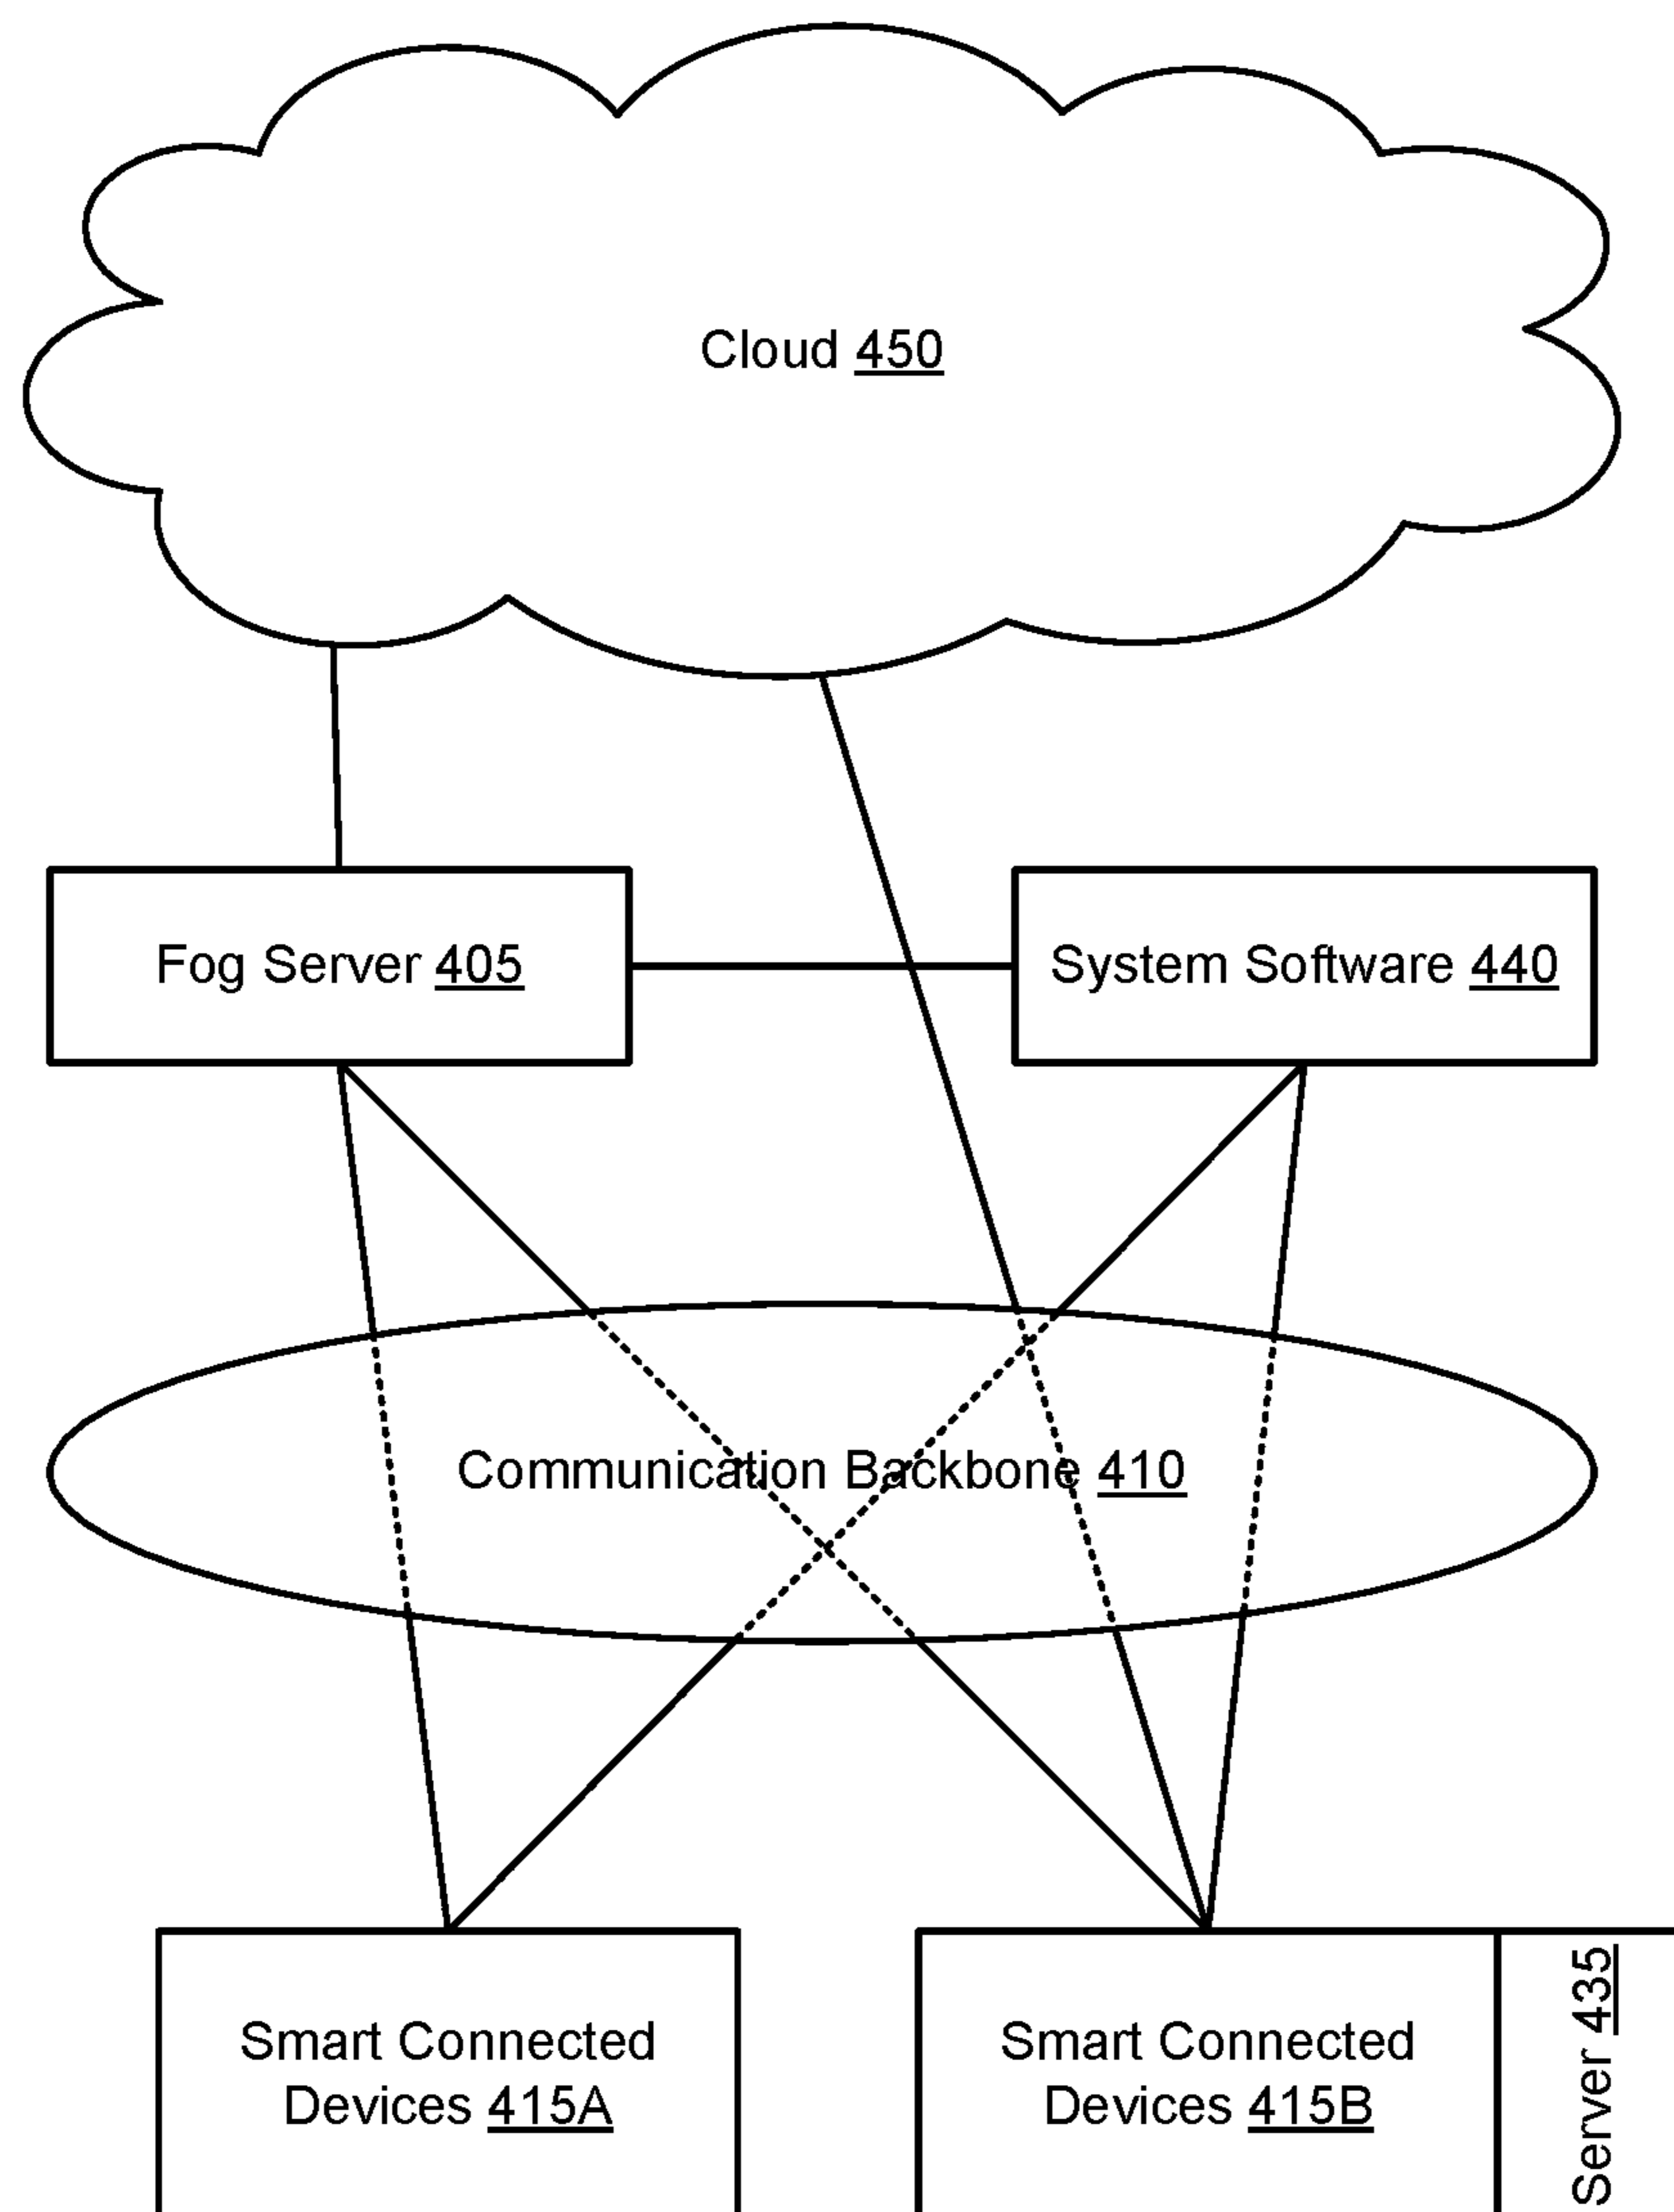 Cloud 450
Fog Server 405
System Software 440
Communication Backbone 410
Smart Connected
Devices 415A
Smart Connected
Devices 415B
Server 435